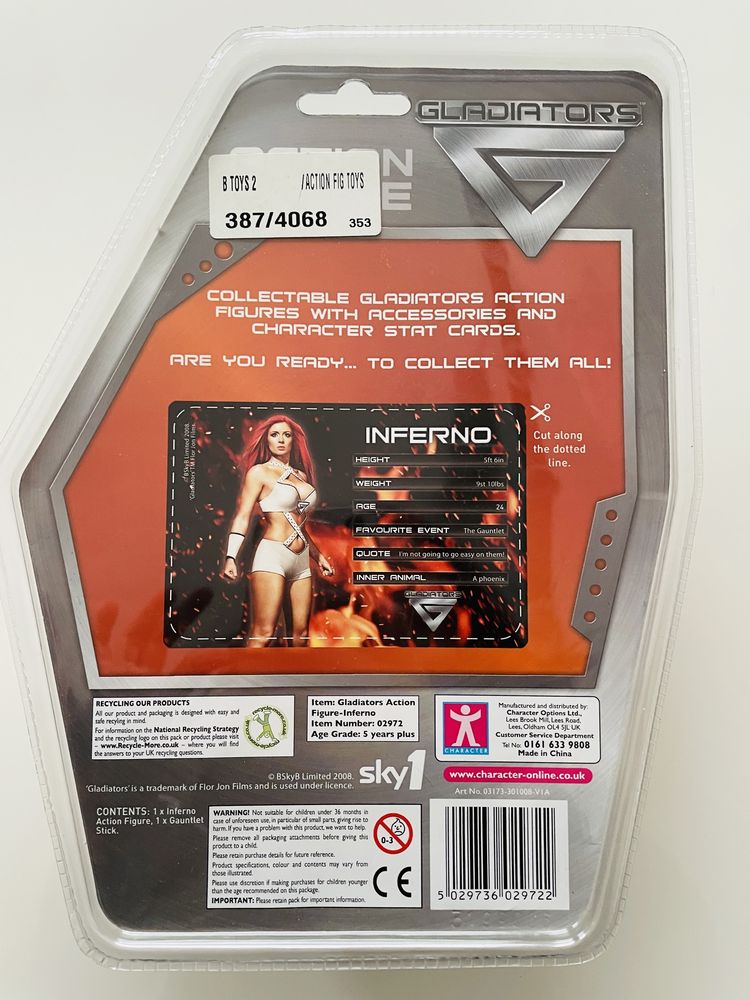 GLADIATORS™
B TOYS 2 /ACTION FIG TOYS
387/4068 353
COLLECTABLE GLADIATORS ACTION
FIGURES WITH ACCESSORIES AND
CHARACTER STAT CARDS.
ARE YOU READY... TO COLLECT THEM ALL!
Cut along
the dotted
line.
©BSkyB Limited 2008.
'Gladiators'™ Flor Jon Films.
INFERNO
HEIGHT 5ft 6in
WEIGHT 9st 10lbs
AGE 24
FAVOURITE EVENT The Gauntlet
QUOTE I'm not going to go easy on them!
INNER ANIMAL A phoenix
GLADIATORS
RECYCLING OUR PRODUCTS
All our product and packaging is designed with easy and
safe recycling in mind.
For information on the National Recycling Strategy
and the recycling logo on this pack or product please visit
– www.Recycle-More.co.uk – where you will find
the answers to your UK recycling questions.
Item: Gladiators Action
Figure-Inferno
Item Number: 02972
Age Grade: 5 years plus
CHARACTER
Manufactured and distributed by:
Character Options Ltd.,
Lees Brook Mill, Lees Road,
Lees, Oldham OL4 5JL UK
Customer Service Department
Tel No: 0161 633 9808
Made in China
www.character-online.co.uk
Art No. 03173-301008-V1A
© BSkyB Limited 2008.
sky1
'Gladiators' is a trademark of Flor Jon Films and is used under licence.
CONTENTS: 1 x Inferno
Action Figure, 1 x Gauntlet
Stick.
WARNING! Not suitable for children under 36 months in
case of unforeseen use, in particular of small parts, giving rise to
harm. If you have a problem with this product, we want to help.
Please remove all packaging attachments before giving this
product to a child.
Please retain purchase details for future reference.
Product specifications, colour and contents may vary from
those illustrated.
Please use discretion if making purchases for children younger
than the age recommended on this package.
IMPORTANT: Please retain pack for important information.
0-3
CE
5 029736 029722